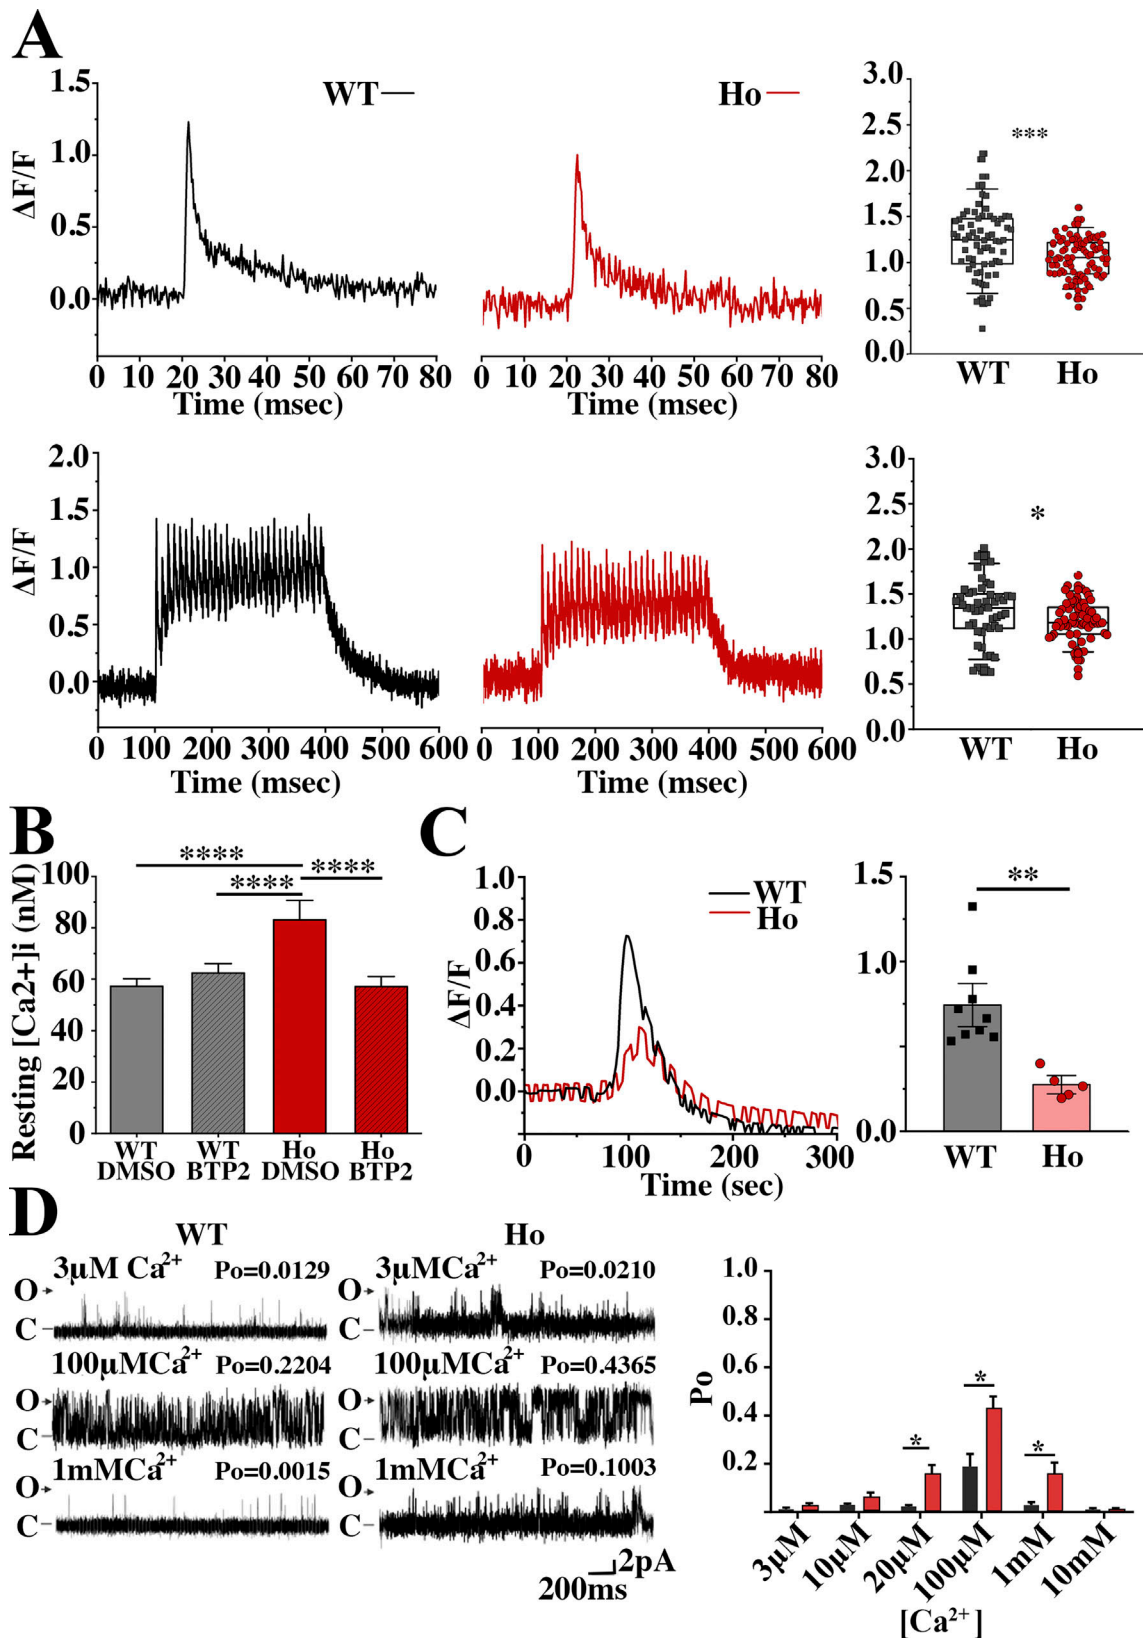 A
WT
Ho
ΔF/F
1.5
1.0
0.5
0.0
0 10 20 30 40 50 60 70 80
Time (msec)
0 10 20 30 40 50 60 70 80
Time (msec)
3.0
2.5
2.0
1.5
1.0
0.5
0.0
***
WT Ho
ΔF/F
2.0
1.5
1.0
0.5
0.0
0 100 200 300 400 500 600
Time (msec)
0 100 200 300 400 500 600
Time (msec)
3.0
2.5
2.0
1.5
1.0
0.5
0.0
*
WT Ho
B
Resting [Ca2+]i (nM)
100
80
60
40
20
0
**** ****
****
WT DMSO
WT BTP2
Ho DMSO
Ho BTP2
C
ΔF/F
1.0
0.8
0.6
0.4
0.2
0.0
WT
Ho
0 100 200 300
Time (sec)
1.5
1.0
0.0
**
WT Ho
D
WT Ho
3μM Ca²⁺ Po=0.0129
O
C
3μMCa²⁺ Po=0.0210
O
C
100μMCa²⁺ Po=0.2204
O
C
100μMCa²⁺ Po=0.4365
O
C
1mMCa²⁺ Po=0.0015
O
C
1mMCa²⁺ Po=0.1003
O
C
2pA
200ms
Po
1.0
0.8
0.6
0.4
0.2
* * *
3μM 10μM 20μM 100μM 1mM 10mM
[Ca²⁺]